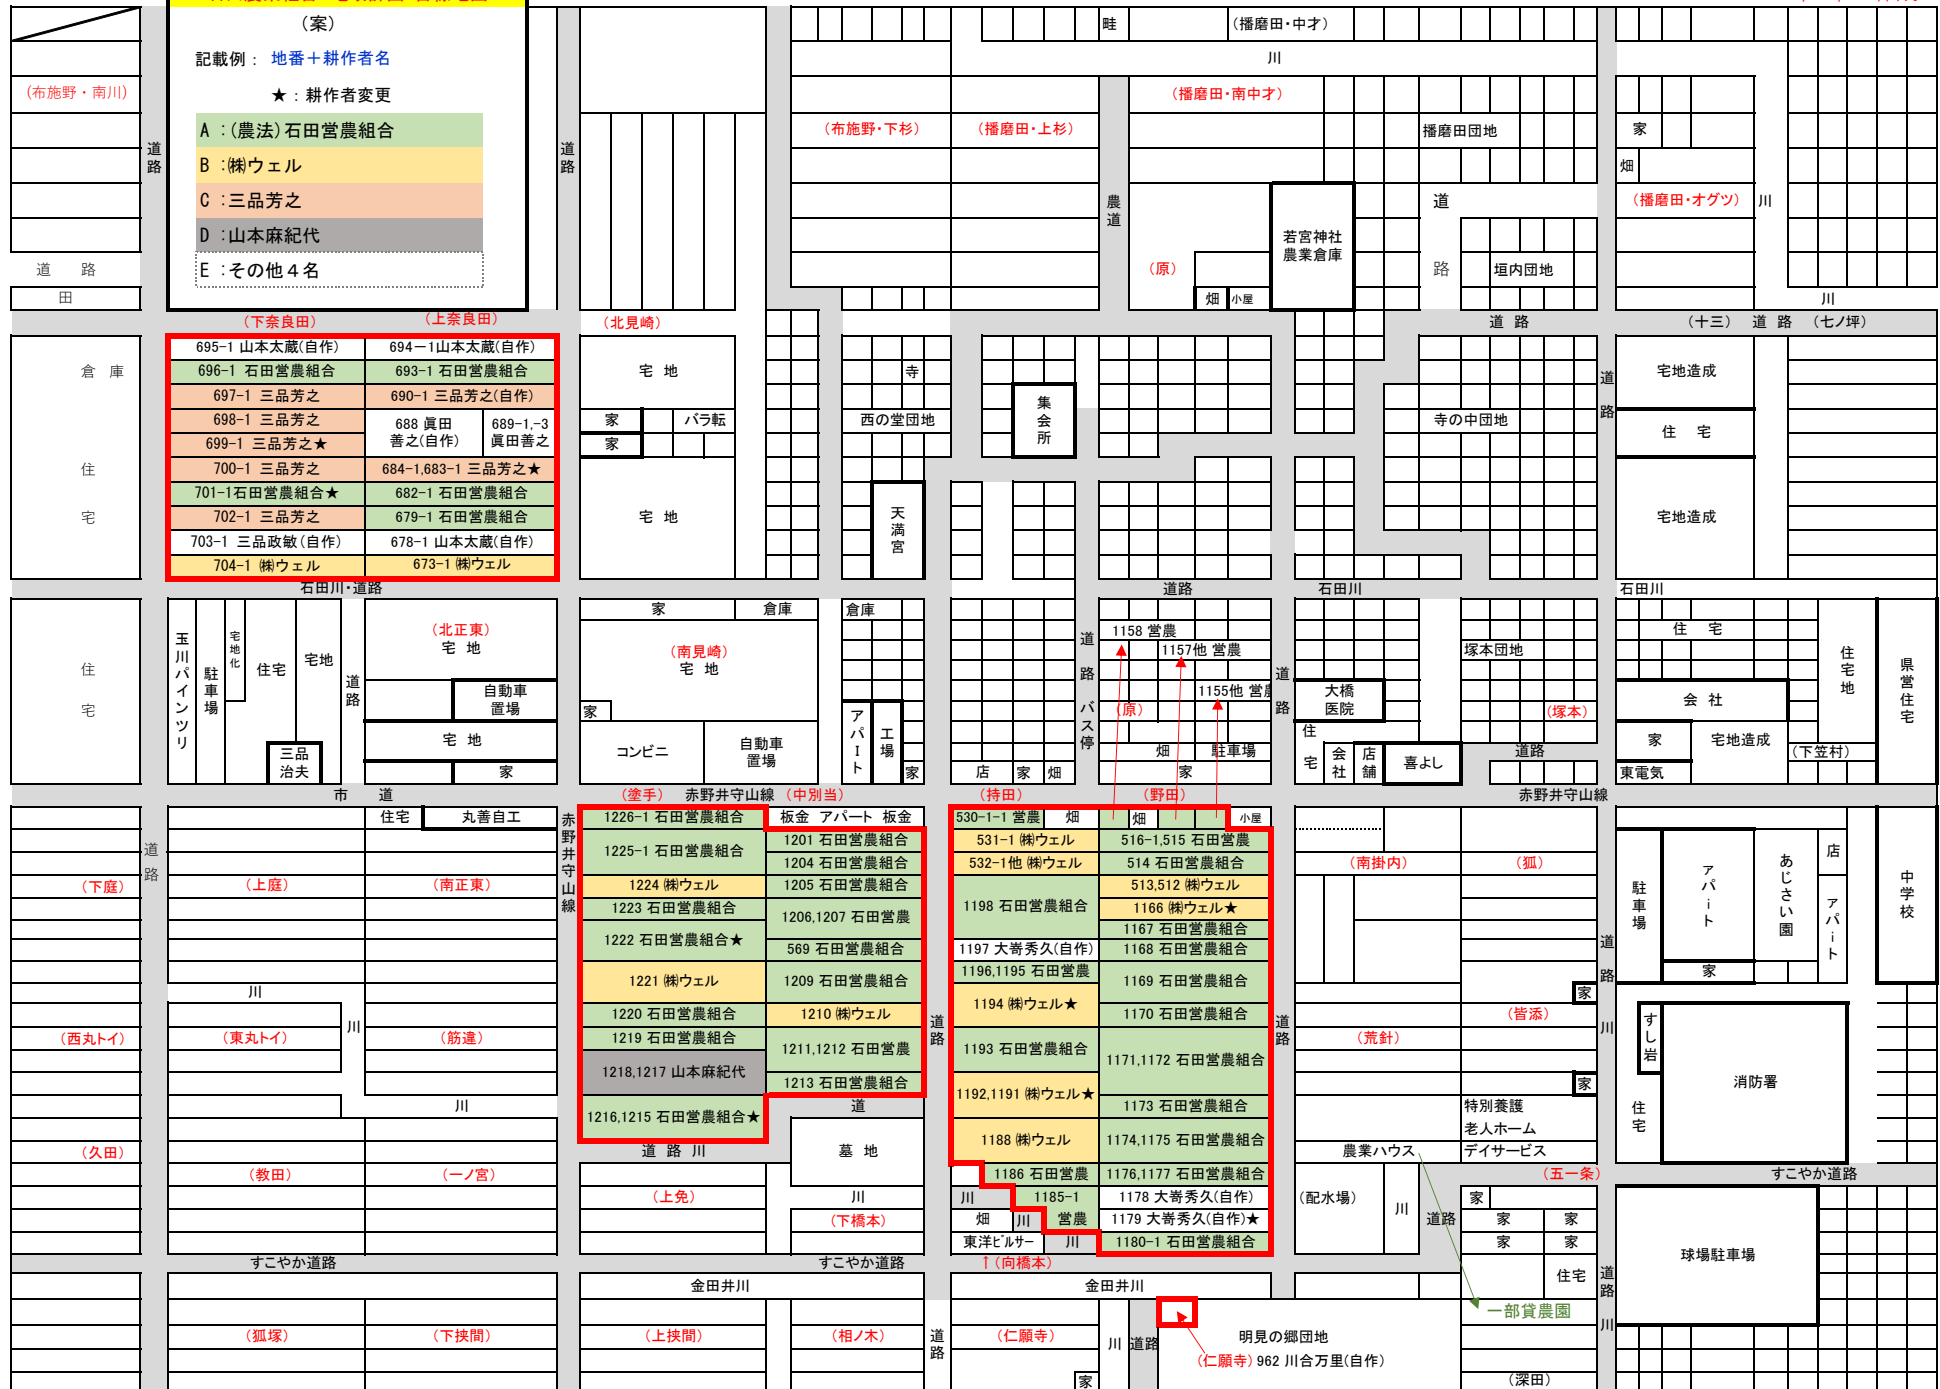 （案）
記載例： 地番＋耕作者名
★：耕作者変更
A ：(農法)石田営農組合
B ：㈱ウェル
C ：三品芳之
D ：山本麻紀代
E ：その他４名
（布施野・南川）
道路
道路
道　路
田
畦
（播磨田・中才）
川
（播磨田・南中才）
（布施野・下杉）
（播磨田・上杉）
播磨田団地
家
畑
農道
道
路
（播磨田・オグツ）
川
若宮神社
農業倉庫
（原）
畑
小屋
垣内団地
川
（下奈良田）
（上奈良田）
（北見崎）
道 路
（十三） 道 路 （七ノ坪）
倉 庫
695-1 山本太蔵(自作)
694－1山本太蔵(自作)
696-1 石田営農組合
693-1 石田営農組合
697-1 三品芳之
690-1 三品芳之(自作)
698-1 三品芳之
688 眞田
善之(自作)
689-1,-3
眞田善之
699-1 三品芳之★
700-1 三品芳之
684-1,683-1 三品芳之★
701-1石田営農組合★
682-1 石田営農組合
702-1 三品芳之
679-1 石田営農組合
703-1 三品政敏(自作)
678-1 山本太蔵(自作)
704-1 ㈱ウェル
673-1 ㈱ウェル
住
宅
宅 地
家
家
バラ転
宅 地
寺
西の堂団地
集会所
天満宮
寺の中団地
道
路
宅地造成
住 宅
宅地造成
石田川・道路
道路
石田川
石田川
住
宅
玉川パインツリ
駐車場
宅地化
住宅
宅地
道路
（北正東）
宅 地
自動車
置場
宅 地
家
三品
治夫
家
倉庫
倉庫
（南見崎）
宅 地
家
コンビニ
自動車
置場
アパート
工場
家
店
家
畑
道
路
バス停
1158 営農
1157他 営農
1155他 営農
（原）
畑
駐車場
家
道
路
大橋
医院
住
宅
会社
店舗
喜よし
塚本団地
（塚本）
道路
住 宅
会 社
家
宅地造成
（下笠村）
東電気
住宅地
県営住宅
市　道
（塗手）
赤野井守山線
（中別当）
（持田）
（野田）
赤野井守山線
住宅
丸善自工
赤野井守山線
1226-1 石田営農組合
板金 アパート 板金
1225-1 石田営農組合
1201 石田営農組合
1204 石田営農組合
1224 ㈱ウェル
1205 石田営農組合
1223 石田営農組合
1206,1207 石田営農
1222 石田営農組合★
569 石田営農組合
1221 ㈱ウェル
1209 石田営農組合
1220 石田営農組合
1210 ㈱ウェル
1219 石田営農組合
1211,1212 石田営農
1218,1217 山本麻紀代
1213 石田営農組合
1216,1215 石田営農組合★
道
道 路 川
墓 地
530-1-1 営農
畑
畑
小屋
531-1 ㈱ウェル
516-1,515 石田営農
532-1他 ㈱ウェル
514 石田営農組合
1198 石田営農組合
513,512 ㈱ウェル
1166 ㈱ウェル★
1167 石田営農組合
1197 大嵜秀久(自作)
1168 石田営農組合
1196,1195 石田営農
1169 石田営農組合
1194 ㈱ウェル★
1170 石田営農組合
1193 石田営農組合
1171,1172 石田営農組合
1192,1191 ㈱ウェル★
1173 石田営農組合
1188 ㈱ウェル
1174,1175 石田営農組合
1186 石田営農
1176,1177 石田営農組合
川
1185-1
営農
1178 大嵜秀久(自作)
畑
川
1179 大嵜秀久(自作)★
東洋ビルサー
川
1180-1 石田営農組合
道路
（下庭）
（上庭）
（南正東）
川
（西丸トイ）
（東丸トイ）
川
（筋違）
川
（久田）
（教田）
（一ノ宮）
（上免）
川
（下橋本）
道路
道路
（南掛内）
（狐）
（荒針）
（皆添）
家
家
特別養護
老人ホーム
デイサービス
農業ハウス
（五一条）
（配水場）
川
道路
家
家
家
家
家
住宅
道
路
川
駐車場
アパｰト
家
あじさい園
店
アパｰト
中学校
すし岩
住宅
消防署
すこやか道路
球場駐車場
道路
川
すこやか道路
すこやか道路
↑（向橋本）
金田井川
金田井川
一部貸農園
（狐塚）
（下挟間）
（上挟間）
（相ノ木）
道路
（仁願寺）
川
道路
家
明見の郷団地
（仁願寺）962 川合万里(自作)
（深田）